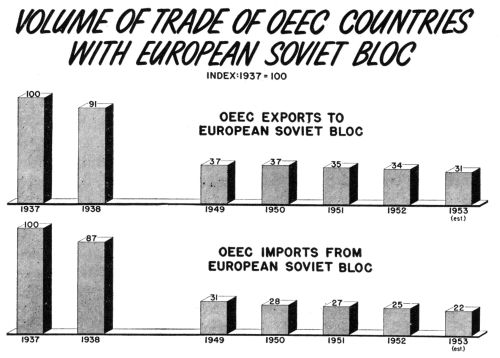 VOLUME OF TRADE OF OEEC COUNTRIES
WITH EUROPEAN SOVIET BLOC
INDEX:1937=100
100
91
OEEC EXPORTS TO
EUROPEAN SOVIET BLOC
37 37 35 34 31
1937 1938 1949 1950 1951 1952 1953
(est)
100
87
OEEC IMPORTS FROM
EUROPEAN SOVIET BLOC
31 28 27 25 22
1937 1938 1949 1950 1951 1952 1953
(est)